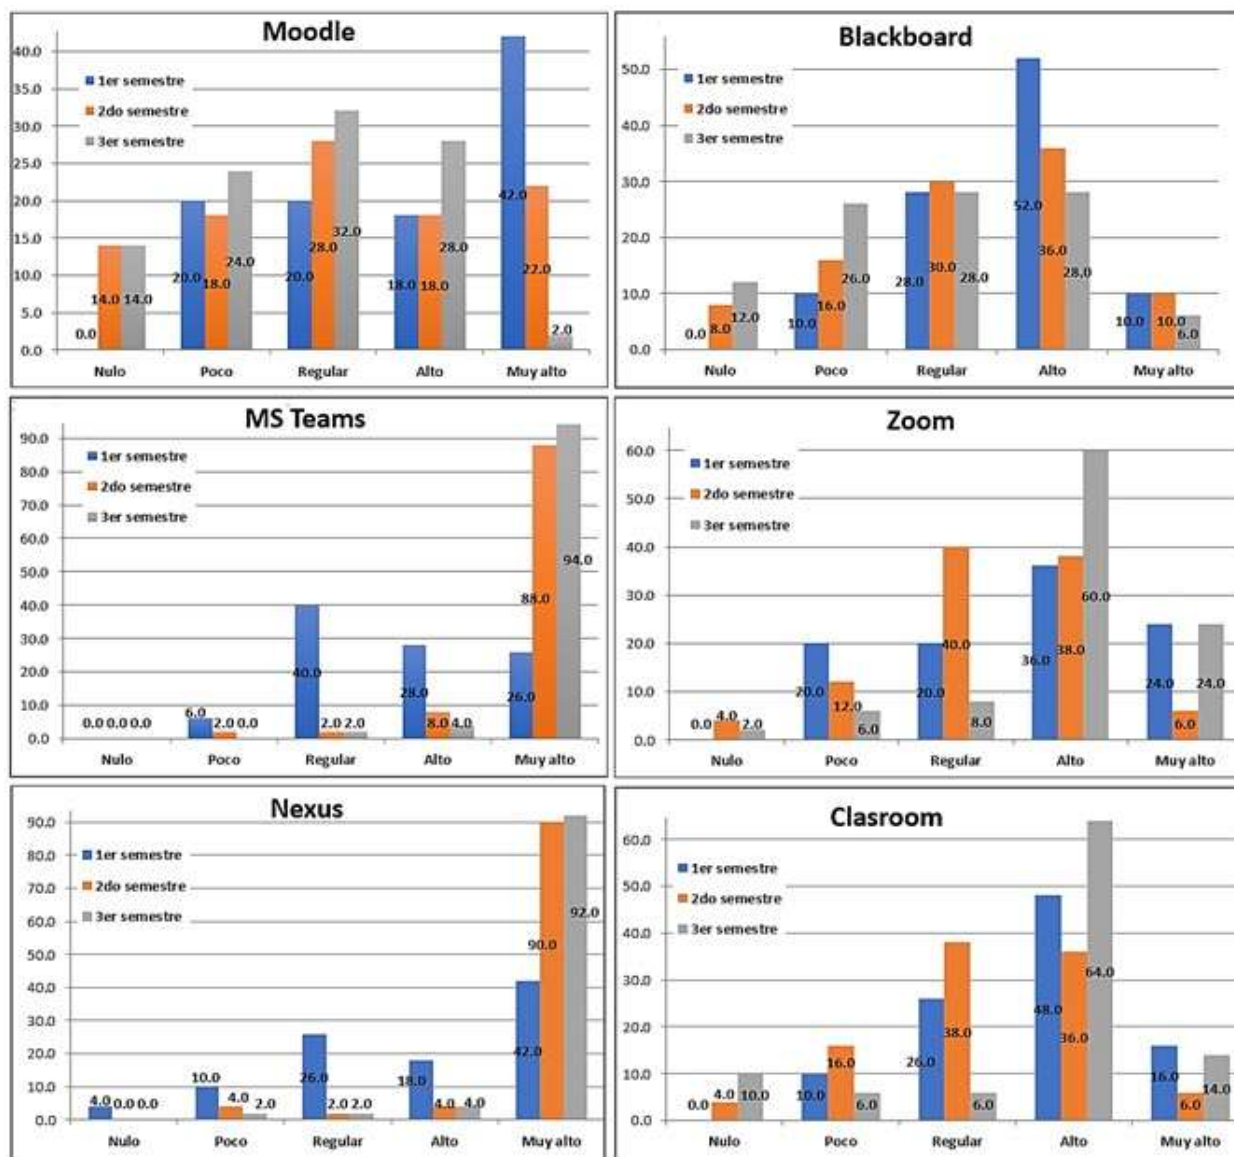 Moodle
40.0
35.0
30.0
25.0
20.0
15.0
10.0
5.0
0.0
1er semestre
2do semestre
3er semestre
0.0 14.0 14.0
20.0 18.0 24.0
20.0 28.0 32.0
18.0 18.0 28.0
42.0 22.0 2.0
Nulo Poco Regular Alto Muy alto
Blackboard
50.0
40.0
30.0
20.0
10.0
0.0
1er semestre
2do semestre
3er semestre
0.0 8.0 12.0
10.0 16.0 26.0
28.0 30.0 28.0
52.0 36.0 28.0
10.0 10.0 6.0
Nulo Poco Regular Alto Muy alto
MS Teams
90.0
80.0
70.0
60.0
50.0
40.0
30.0
20.0
10.0
0.0
1er semestre
2do semestre
3er semestre
0.0 0.0 0.0
6.0 2.0 0.0
40.0 2.0 2.0
28.0 8.0 4.0
26.0 88.0 94.0
Nulo Poco Regular Alto Muy alto
Zoom
60.0
50.0
40.0
30.0
20.0
10.0
0.0
1er semestre
2do semestre
3er semestre
0.0 4.0 2.0
20.0 12.0 6.0
20.0 40.0 8.0
36.0 38.0 60.0
24.0 6.0 24.0
Nulo Poco Regular Alto Muy alto
Nexus
90.0
80.0
70.0
60.0
50.0
40.0
30.0
20.0
10.0
0.0
1er semestre
2do semestre
3er semestre
4.0 0.0 0.0
10.0 4.0 2.0
26.0 2.0 2.0
18.0 4.0 4.0
42.0 90.0 92.0
Nulo Poco Regular Alto Muy alto
Clasroom
60.0
50.0
40.0
30.0
20.0
10.0
0.0
1er semestre
2do semestre
3er semestre
0.0 4.0 10.0
10.0 16.0 6.0
26.0 38.0 6.0
48.0 36.0 64.0
16.0 6.0 14.0
Nulo Poco Regular Alto Muy alto